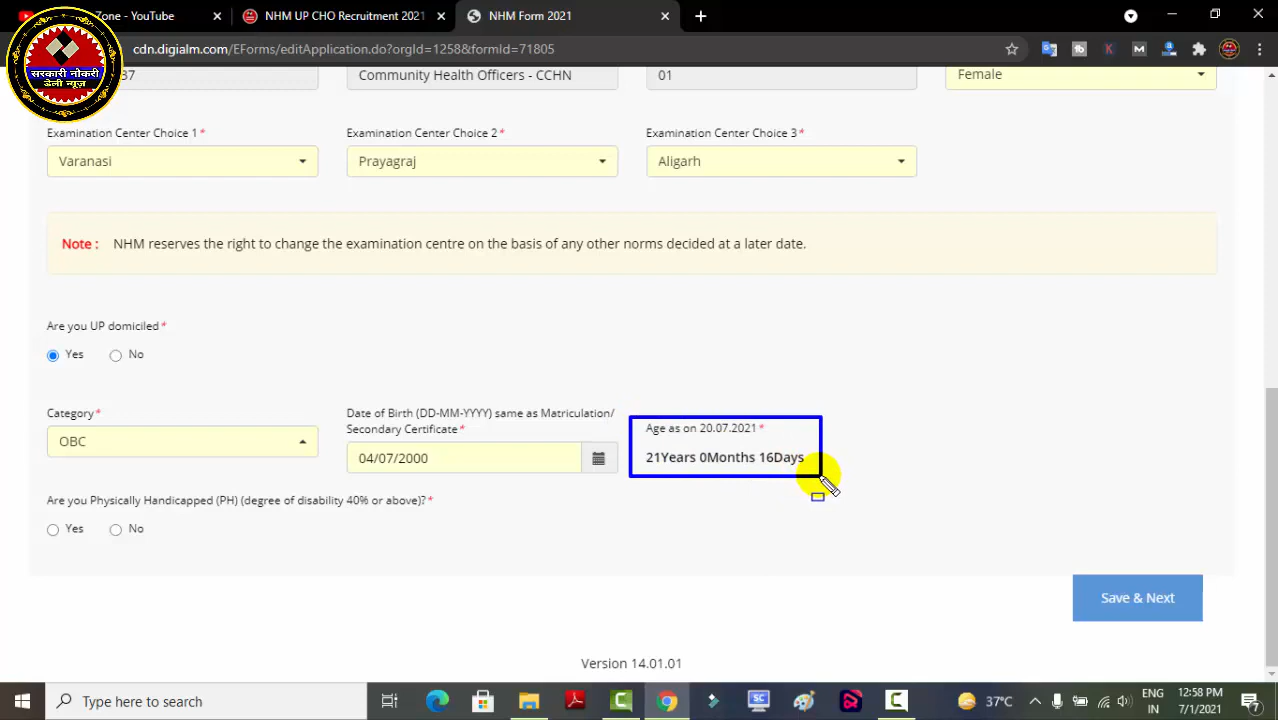 Zone - YouTube
NHM UP CHO Recruitment 2021
NHM Form 2021
cdn.digialm.com/EForms/editApplication.do?orgId=12588&formId=71805
सरकारी नौकरी
डेली न्यूज़
37
Community Health Officers - CCHN
01
Female
Examination Center Choice 1*
Examination Center Choice 2*
Examination Center Choice 3*
Varanasi
Prayagraj
Aligarh
Note : NHM reserves the right to change the examination centre on the basis of any other norms decided at a later date.
Are you UP domiciled*
Yes
No
Category*
Date of Birth (DD-MM-YYYY) same as Matriculation/
Secondary Certificate*
Age as on 20.07.2021*
OBC
04/07/2000
21Years 0Months 16Days
Are you Physically Handicapped (PH) (degree of disability 40% or above)?*
Yes
No
Save & Next
Version 14.01.01
Type here to search
37°C
ENG
IN
12:58 PM
7/1/2021
7